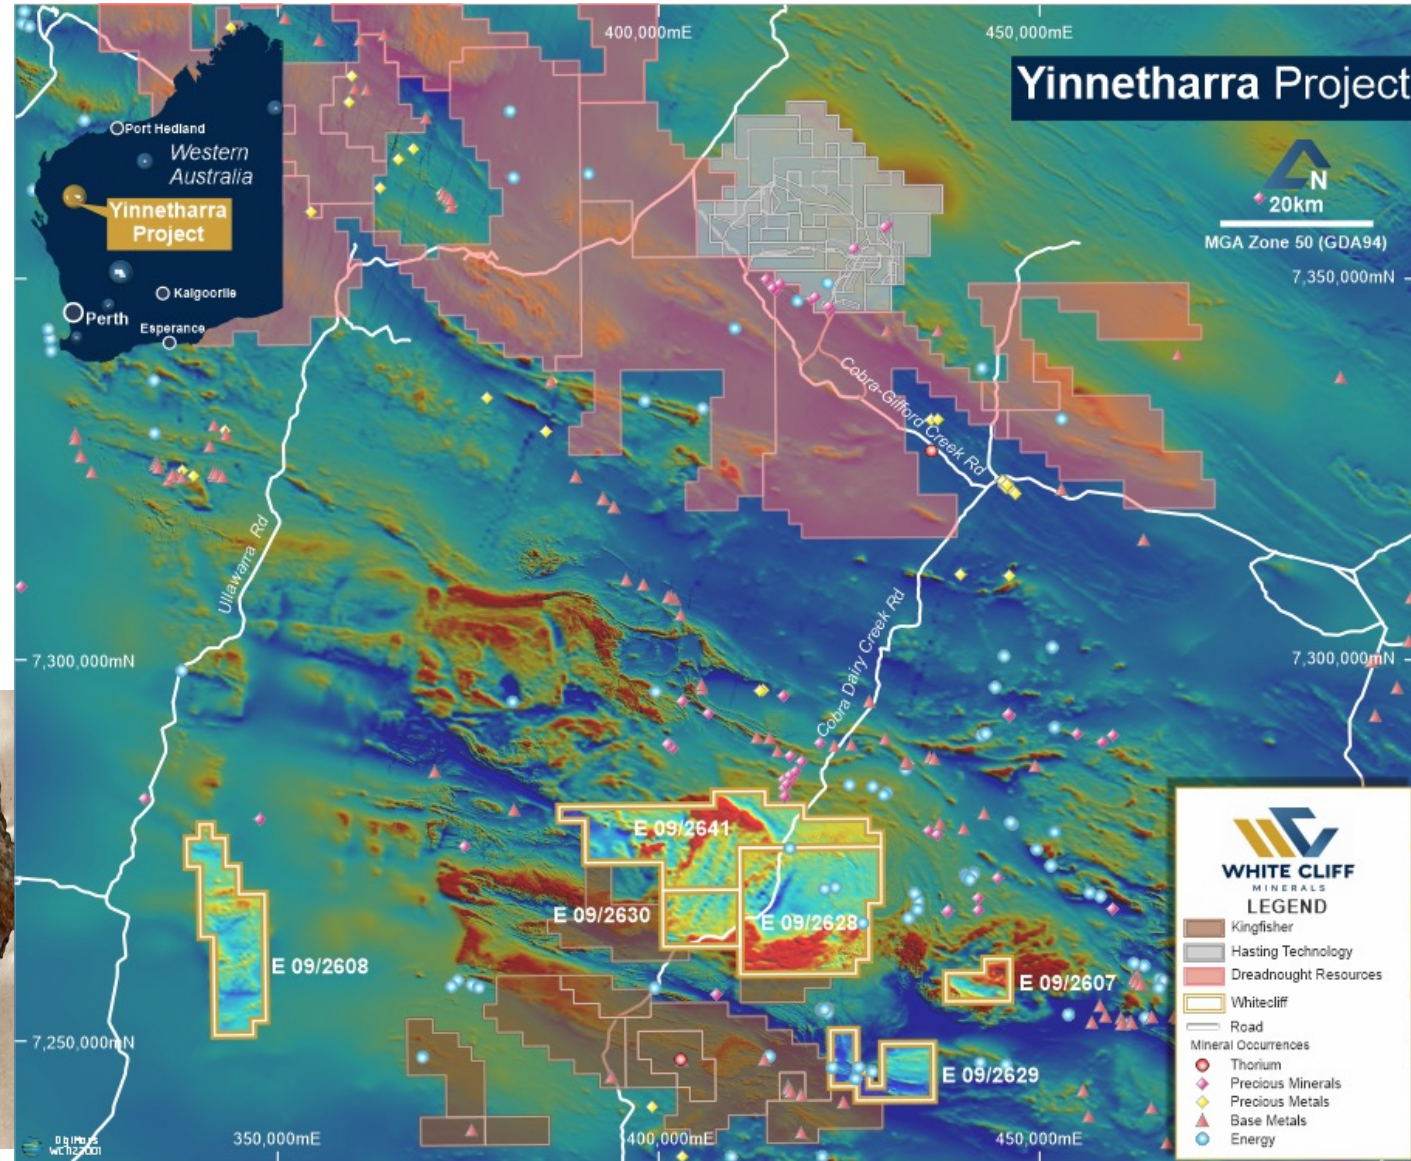 400,000mE
450,000mE
Yinnetharra Project
N
20km
MGA Zone 50 (GDA94)
Port Hedland
Western
Australia
Yinnetharra
Project
Kalgoorlie
Perth
Esperance
7,350,000mN
Cobra-Gifford Creek Rd
Ullawarra Rd
Cobra Dairy Creek Rd
7,300,000mN
7,300,000mN
E 09/2641
E 09/2630
E 09/2628
E 09/2608
E 09/2607
E 09/2629
7,250,000mN
350,000mE
400,000mE
450,000mE
WHITE CLIFF
MINERALS
LEGEND
Kingfisher
Hasting Technology
Dreadnought Resources
Whitecliff
Road
Mineral Occurrences
Thorium
Precious Minerals
Precious Metals
Base Metals
Energy